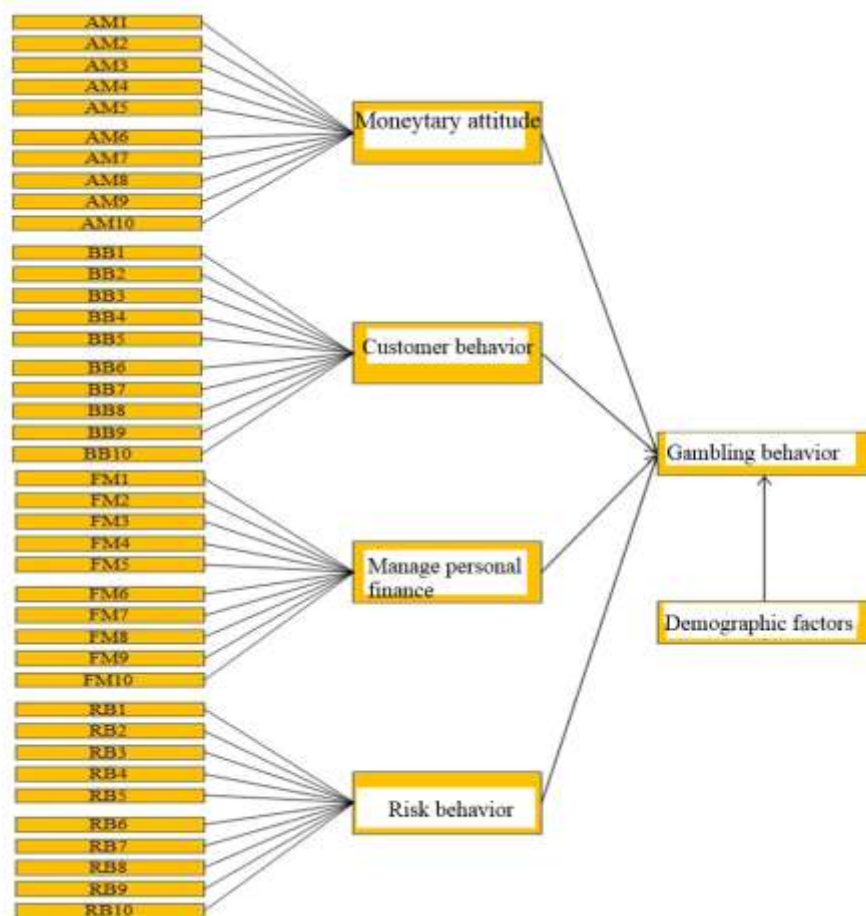 AM1
AM2
AM3
AM4
AM5
AM6
AM7
AM8
AM9
AM10
Moneytary attitude
BB1
BB2
BB3
BB4
BB5
BB6
BB7
BB8
BB9
BB10
Customer behavior
FM1
FM2
FM3
FM4
FM5
FM6
FM7
FM8
FM9
FM10
Manage personal
finance
RB1
RB2
RB3
RB4
RB5
RB6
RB7
RB8
RB9
RB10
Risk behavior
Gambling behavior
Demographic factors